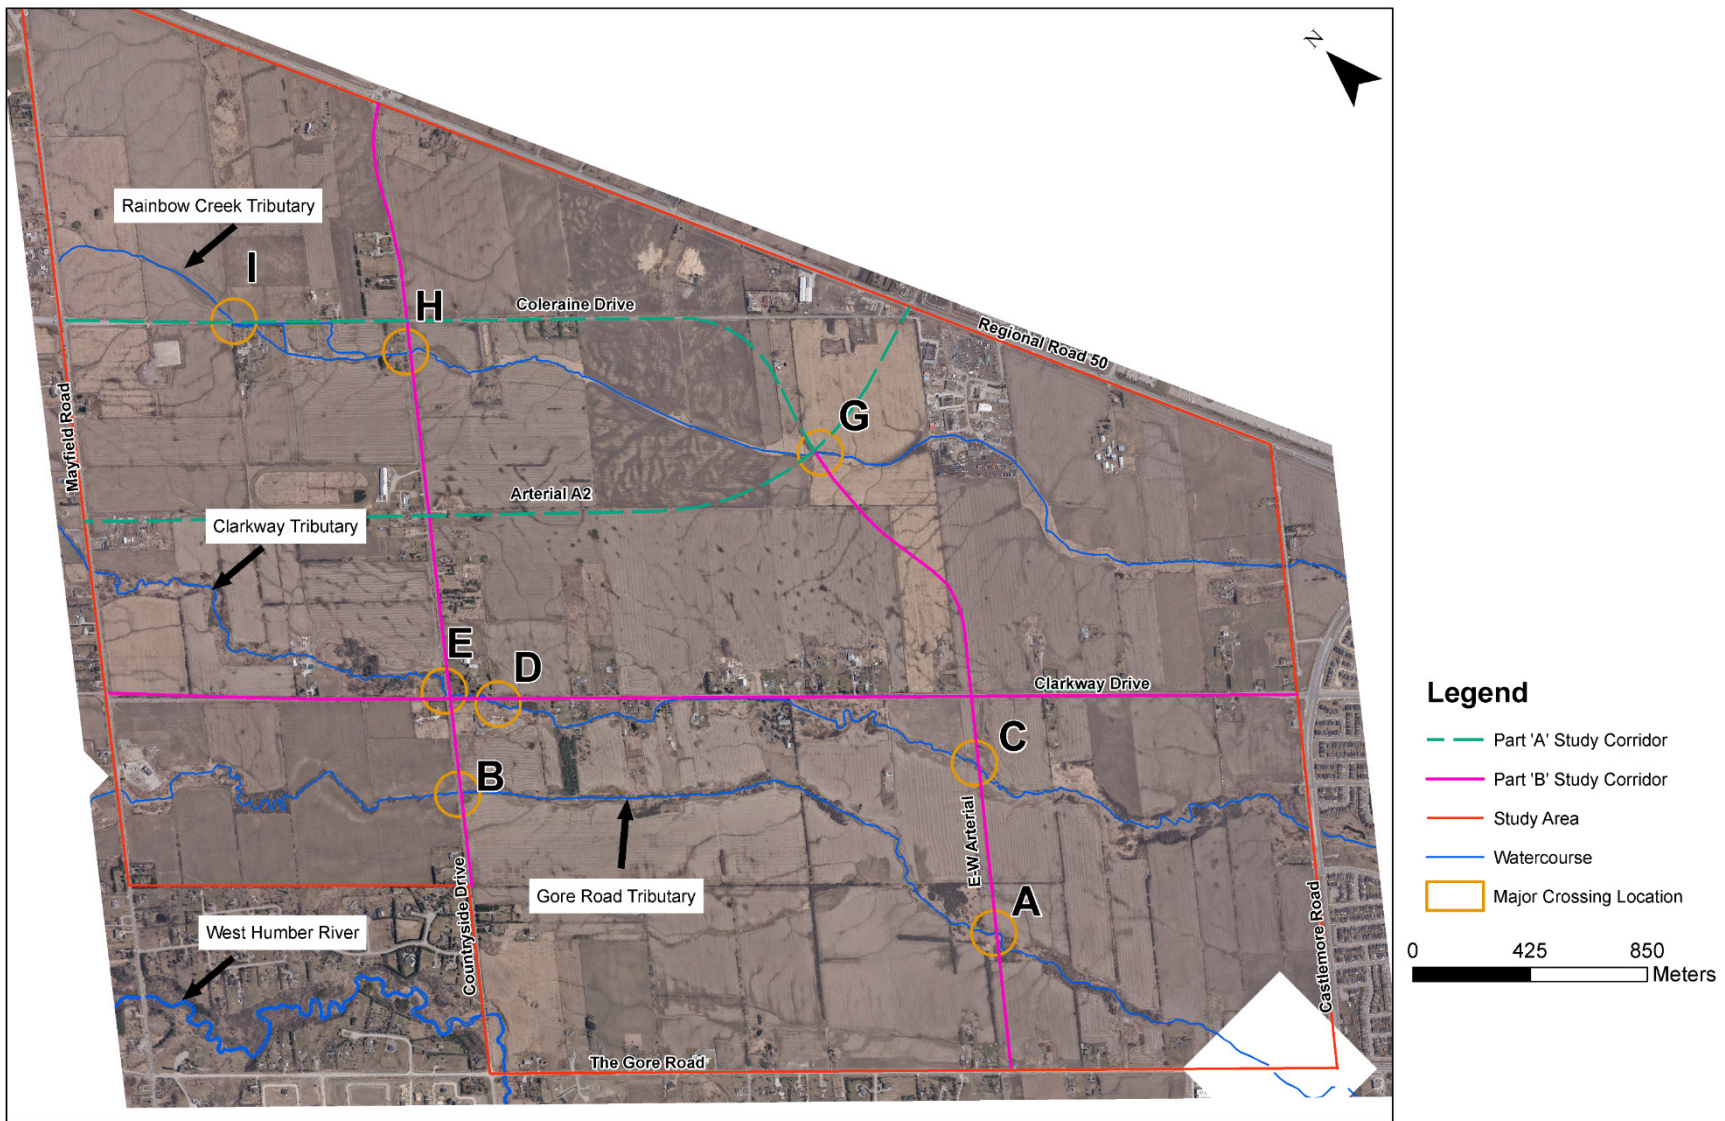 N
Rainbow Creek Tributary
I
H
Coleraine Drive
Regional Road 50
Mayfield Road
G
Arterial A2
Clarkway Tributary
E
D
Clarkway Drive
C
B
E-W Arterial
Countryside Drive
Gore Road Tributary
A
West Humber River
Castlemore Road
The Gore Road
Legend
Part 'A' Study Corridor
Part 'B' Study Corridor
Study Area
Watercourse
Major Crossing Location
0 425 850
Meters